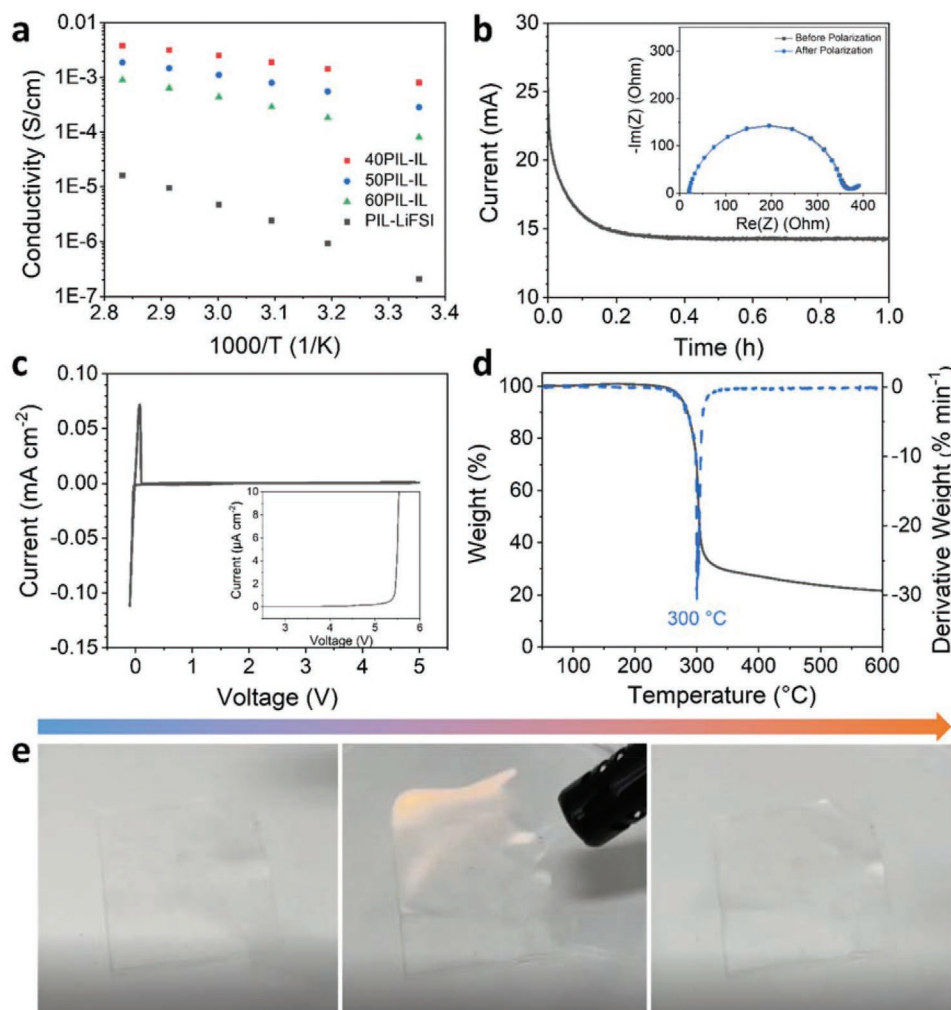 a
0.01
1E-3
1E-4
1E-5
1E-6
1E-7
Conductivity (S/cm)
40PIL-IL
50PIL-IL
60PIL-IL
PIL-LiFSI
2.8 2.9 3.0 3.1 3.2 3.3 3.4
1000/T (1/K)
b
30
25
20
15
10
Current (mA)
0.0 0.2 0.4 0.6 0.8 1.0
Time (h)
Before Polarization
After Polarization
300
200
100
0
-Im(Z) (Ohm)
0 100 200 300 400
Re(Z) (Ohm)
c
0.10
0.05
0.00
-0.05
-0.10
-0.15
Current (mA cm⁻²)
0 1 2 3 4 5
Voltage (V)
10
8
6
4
2
0
Current (µA cm⁻²)
3 4 5 6
Voltage (V)
d
100
80
60
40
20
0
Weight (%)
300 °C
100 200 300 400 500 600
Temperature (°C)
0
-10
-20
-30
Derivative Weight (% min⁻¹)
e